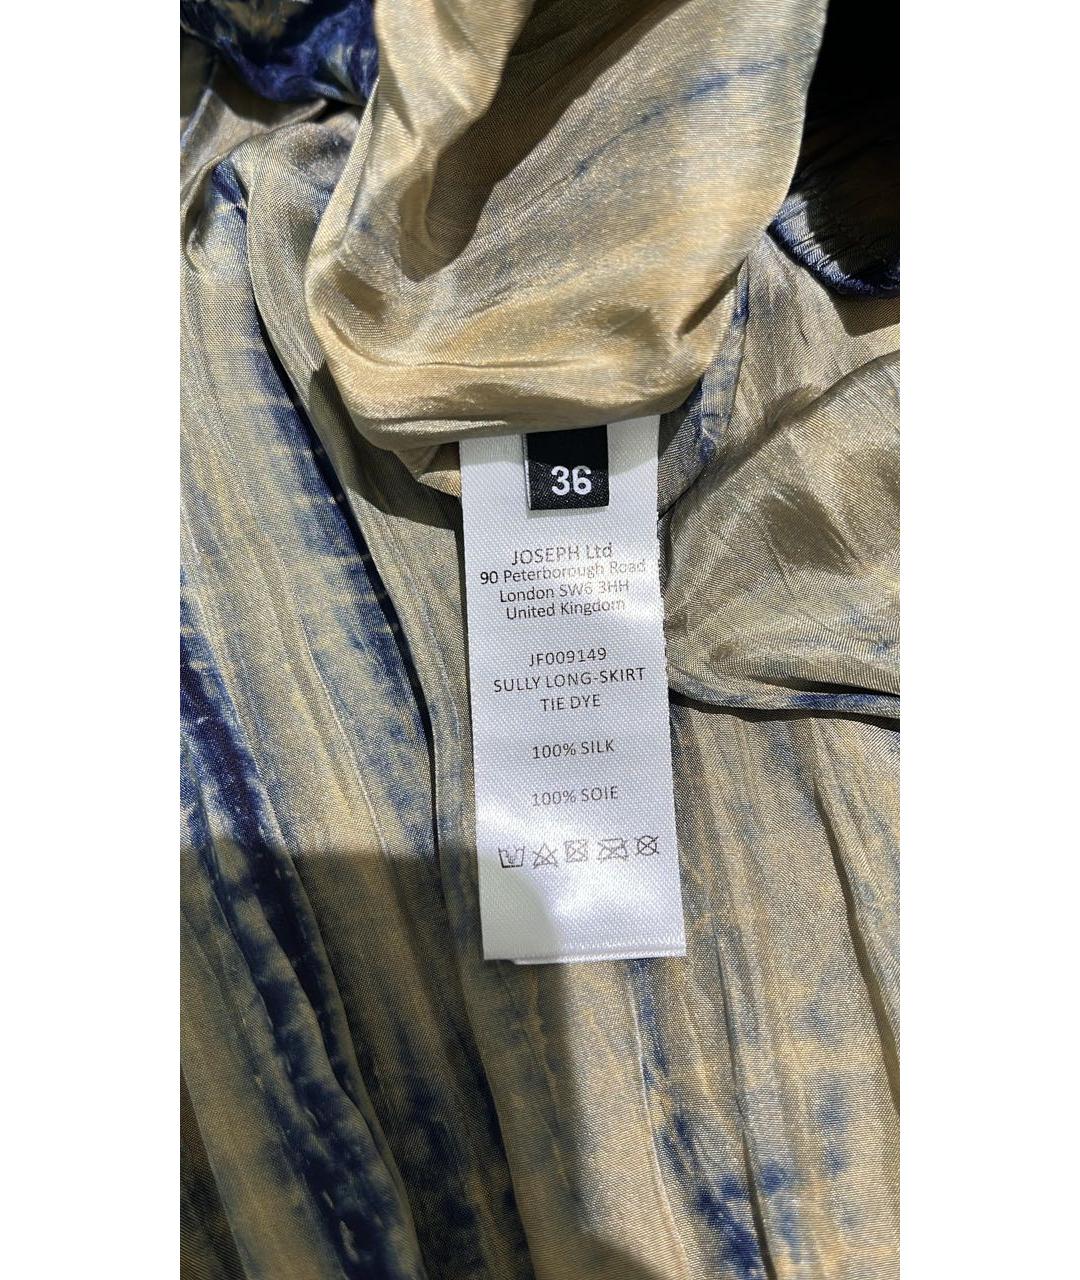 36
JOSEPH Ltd
90 Peterborough Road
London SW6 3HH
United Kingdom
JF009149
SULLY LONG-SKIRT
TIE DYE
100% SILK
100% SOIE